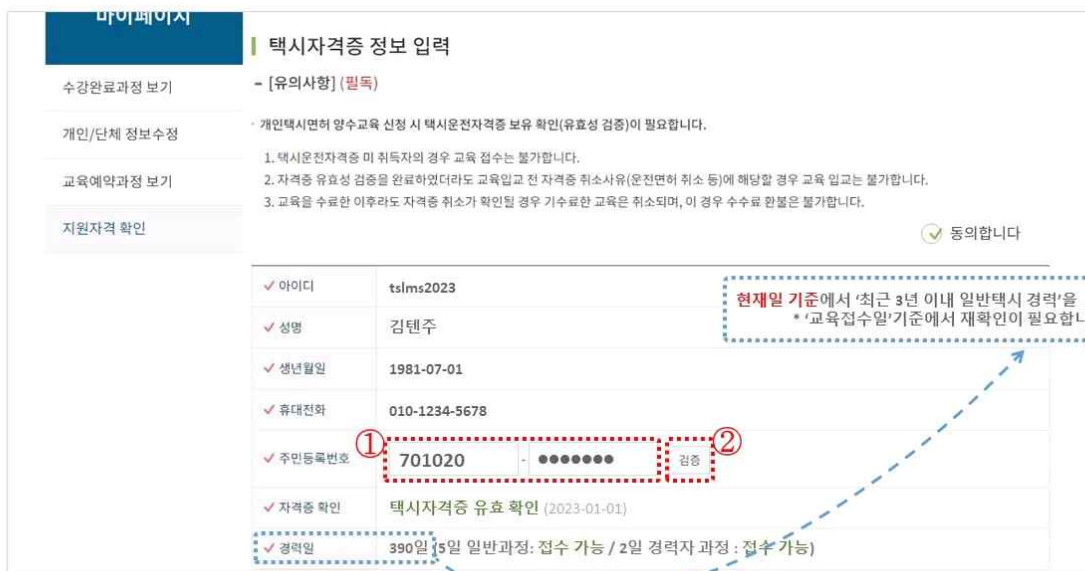 마이페이지
수강완료과정 보기
개인/단체 정보수정
교육예약과정 보기
지원자격 확인
택시자격증 정보 입력
- [유의사항] (필독)
· 개인택시면허 양수교육 신청 시 택시운전자격증 보유 확인(유효성 검증)이 필요합니다.
1. 택시운전자격증 미 취득자의 경우 교육 접수는 불가합니다.
2. 자격증 유효성 검증을 완료하였더라도 교육입교 전 자격증 취소사유(운전면허 취소 등)에 해당할 경우 교육 입교는 불가합니다.
3. 교육을 수료한 이후라도 자격증 취소가 확인될 경우 기수료한 교육은 취소되며, 이 경우 수수료 환불은 불가합니다.
동의합니다
아이디 tslms2023
현재일 기준에서 '최근 3년 이내 일반택시 경력'을
* '교육접수일'기준에서 재확인이 필요합니
성명 김텐주
생년월일 1981-07-01
휴대전화 010-1234-5678
주민등록번호 ① 701020 - ●●●●●●● 검증 ②
자격증 확인 택시자격증 유효 확인 (2023-01-01)
경력일 390일 (5일 일반과정: 접수 가능 / 2일 경력자 과정 : 접수 가능)